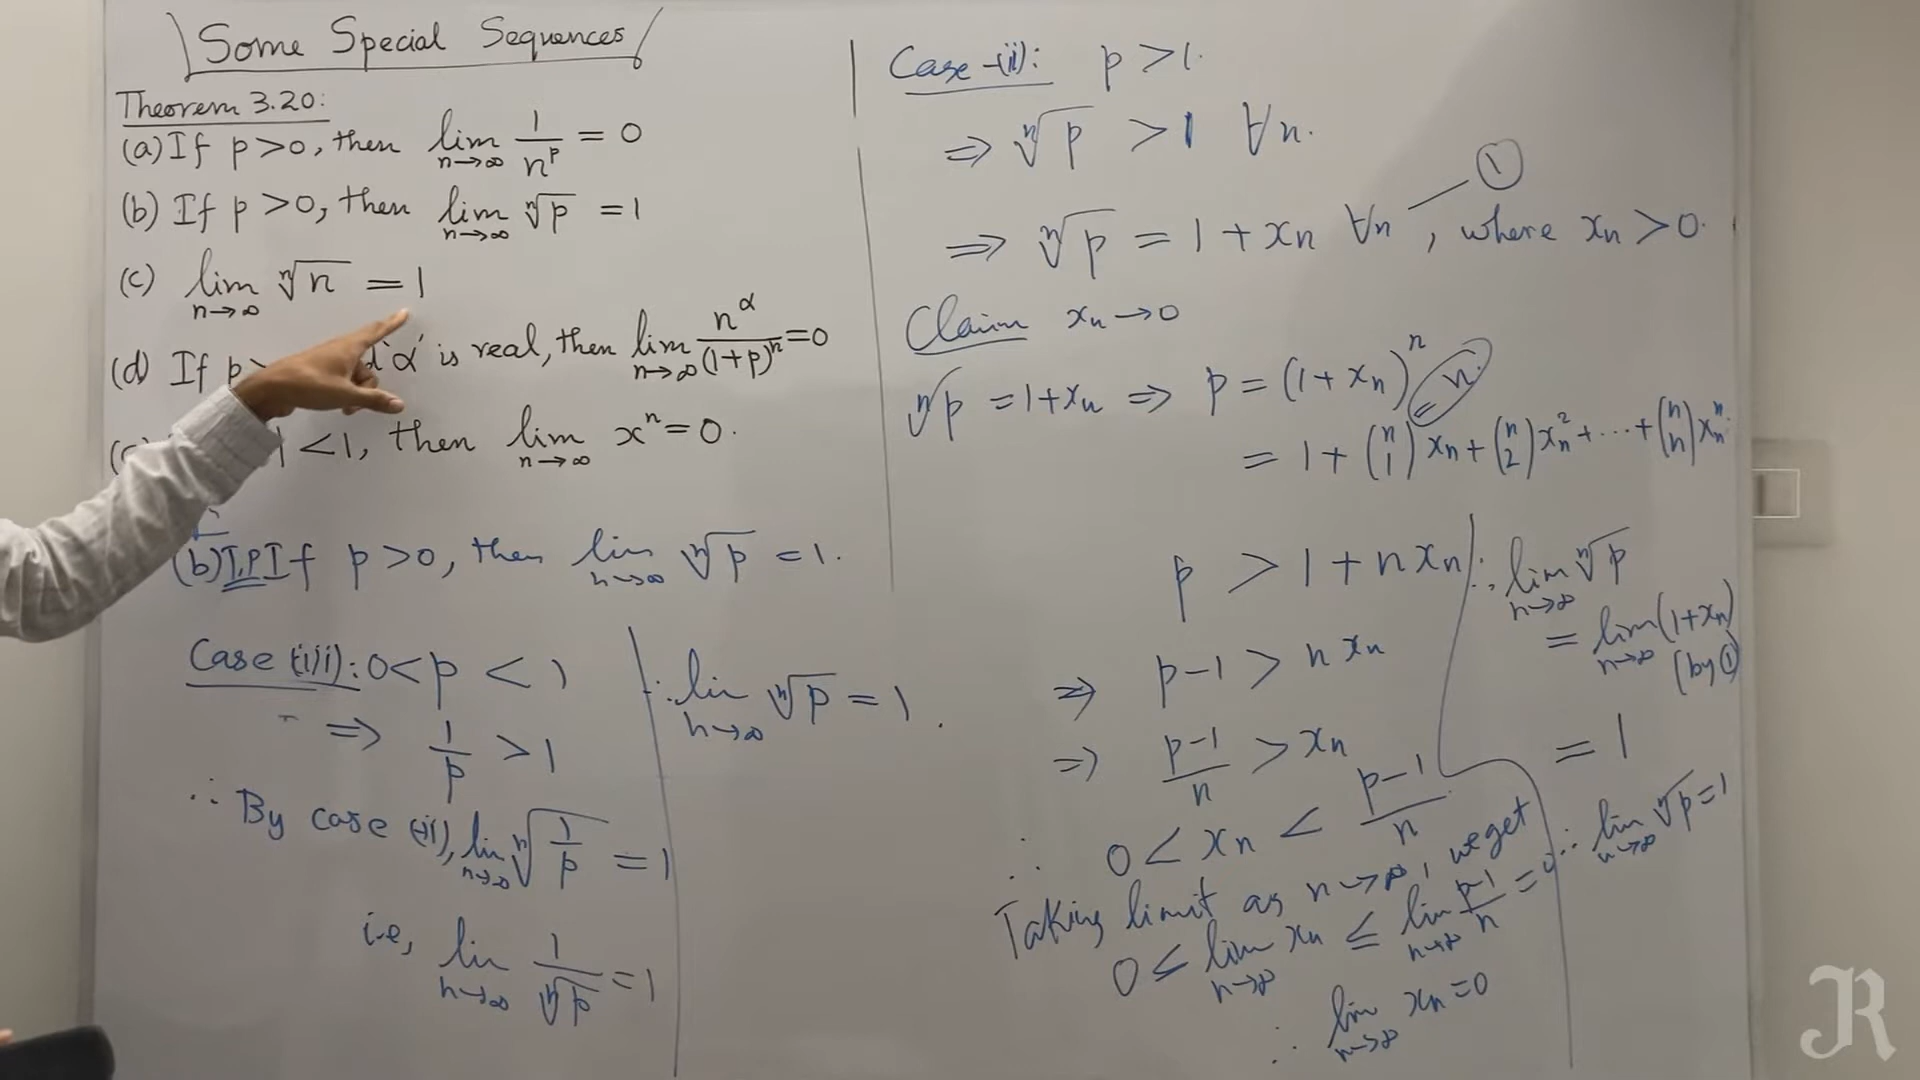 Some Special Sequences
Theorem 3.20:
(a) If p>0, then lim n→∞ 1/n^p = 0
(b) If p>0, then lim n→∞ ⁿ√p = 1
(c) lim n→∞ ⁿ√n = 1
(d) If p> 'α' is real, then lim n→∞ n^α/(1+p)^n = 0
<1, then lim n→∞ x^n = 0.
(b) T.P If p>0, then lim n→∞ ⁿ√p = 1.
Case (iii): 0<p<1
⇒ 1/p > 1
∴ By case (ii), lim n→∞ ⁿ√(1/p) = 1
i.e, lim n→∞ 1/ⁿ√p = 1
∴ lim n→∞ ⁿ√p = 1.
Case-(ii): p>1.
⇒ ⁿ√p > 1 ∀n.
⇒ ⁿ√p = 1 + xn ∀n, where xn>0. ①
Claim xn→0
ⁿ√p = 1+xn ⇒ p = (1+xn)^n
= n.
= 1 + (n 1) xn + (n 2) xn^2 + ⋯ + (n n) xn^n.
p > 1 + n xn
⇒ p-1 > n xn
⇒ (p-1)/n > xn
∴ 0 < xn < (p-1)/n
Taking limit as n→∞, we get
0 ≤ lim n→∞ xn ≤ lim n→∞ (p-1)/n = 0
∴ lim n→∞ xn = 0
∴ lim n→∞ ⁿ√p
= lim n→∞ (1+xn)
(by ①)
= 1
∴ lim n→∞ ⁿ√p = 1
R